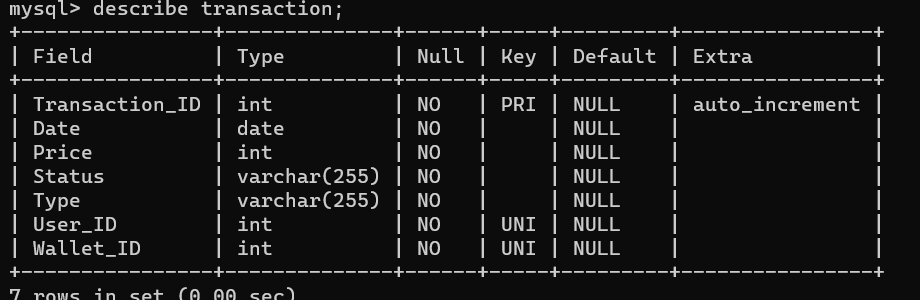 mysql> describe transaction;
+----------------+--------------+------+-----+---------+----------------+
| Field          | Type         | Null | Key | Default | Extra          |
+----------------+--------------+------+-----+---------+----------------+
| Transaction_ID | int          | NO   | PRI | NULL    | auto_increment |
| Date           | date         | NO   |     | NULL    |                |
| Price          | int          | NO   |     | NULL    |                |
| Status         | varchar(255) | NO   |     | NULL    |                |
| Type           | varchar(255) | NO   |     | NULL    |                |
| User_ID        | int          | NO   | UNI | NULL    |                |
| Wallet_ID      | int          | NO   | UNI | NULL    |                |
+----------------+--------------+------+-----+---------+----------------+
7 rows in set (0.00 sec)